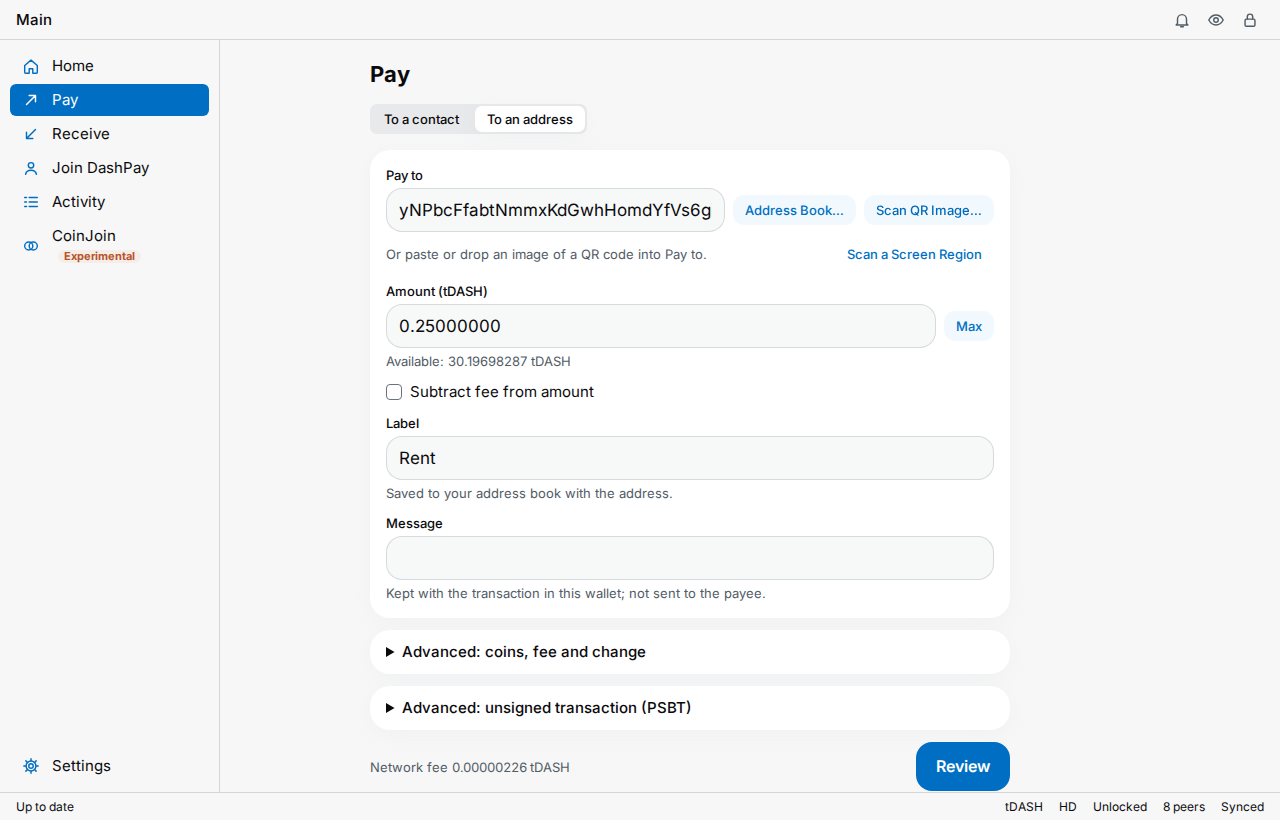 Main
Home
Pay
Receive
Join DashPay
Activity
CoinJoin
Experimental
Settings
Pay
To a contact
To an address
Pay to
yNPbcFfabtNmmxKdGwhHomdYfVs6g
Address Book...
Scan QR Image...
Or paste or drop an image of a QR code into Pay to.
Scan a Screen Region
Amount (tDASH)
0.25000000
Max
Available: 30.19698287 tDASH
Subtract fee from amount
Label
Rent
Saved to your address book with the address.
Message
Kept with the transaction in this wallet; not sent to the payee.
Advanced: coins, fee and change
Advanced: unsigned transaction (PSBT)
Network fee 0.00000226 tDASH
Review
Up to date
tDASH
HD
Unlocked
8 peers
Synced